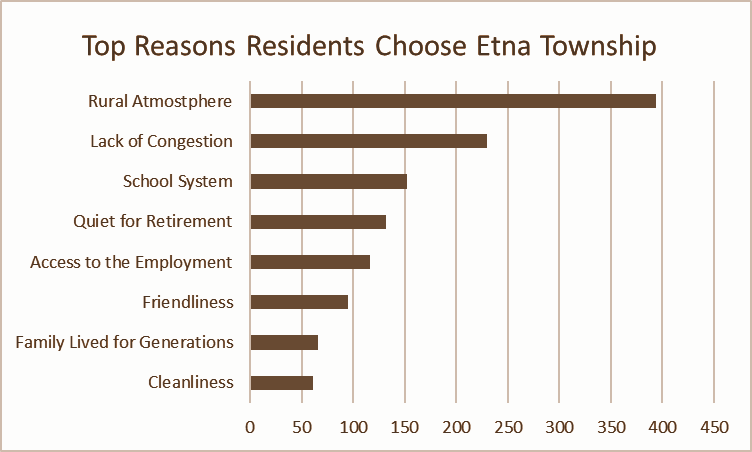 Top Reasons Residents Choose Etna Township
Rural Atmostphere
Lack of Congestion
School System
Quiet for Retirement
Access to the Employment
Friendliness
Family Lived for Generations
Cleanliness
0 50 100 150 200 250 300 350 400 450